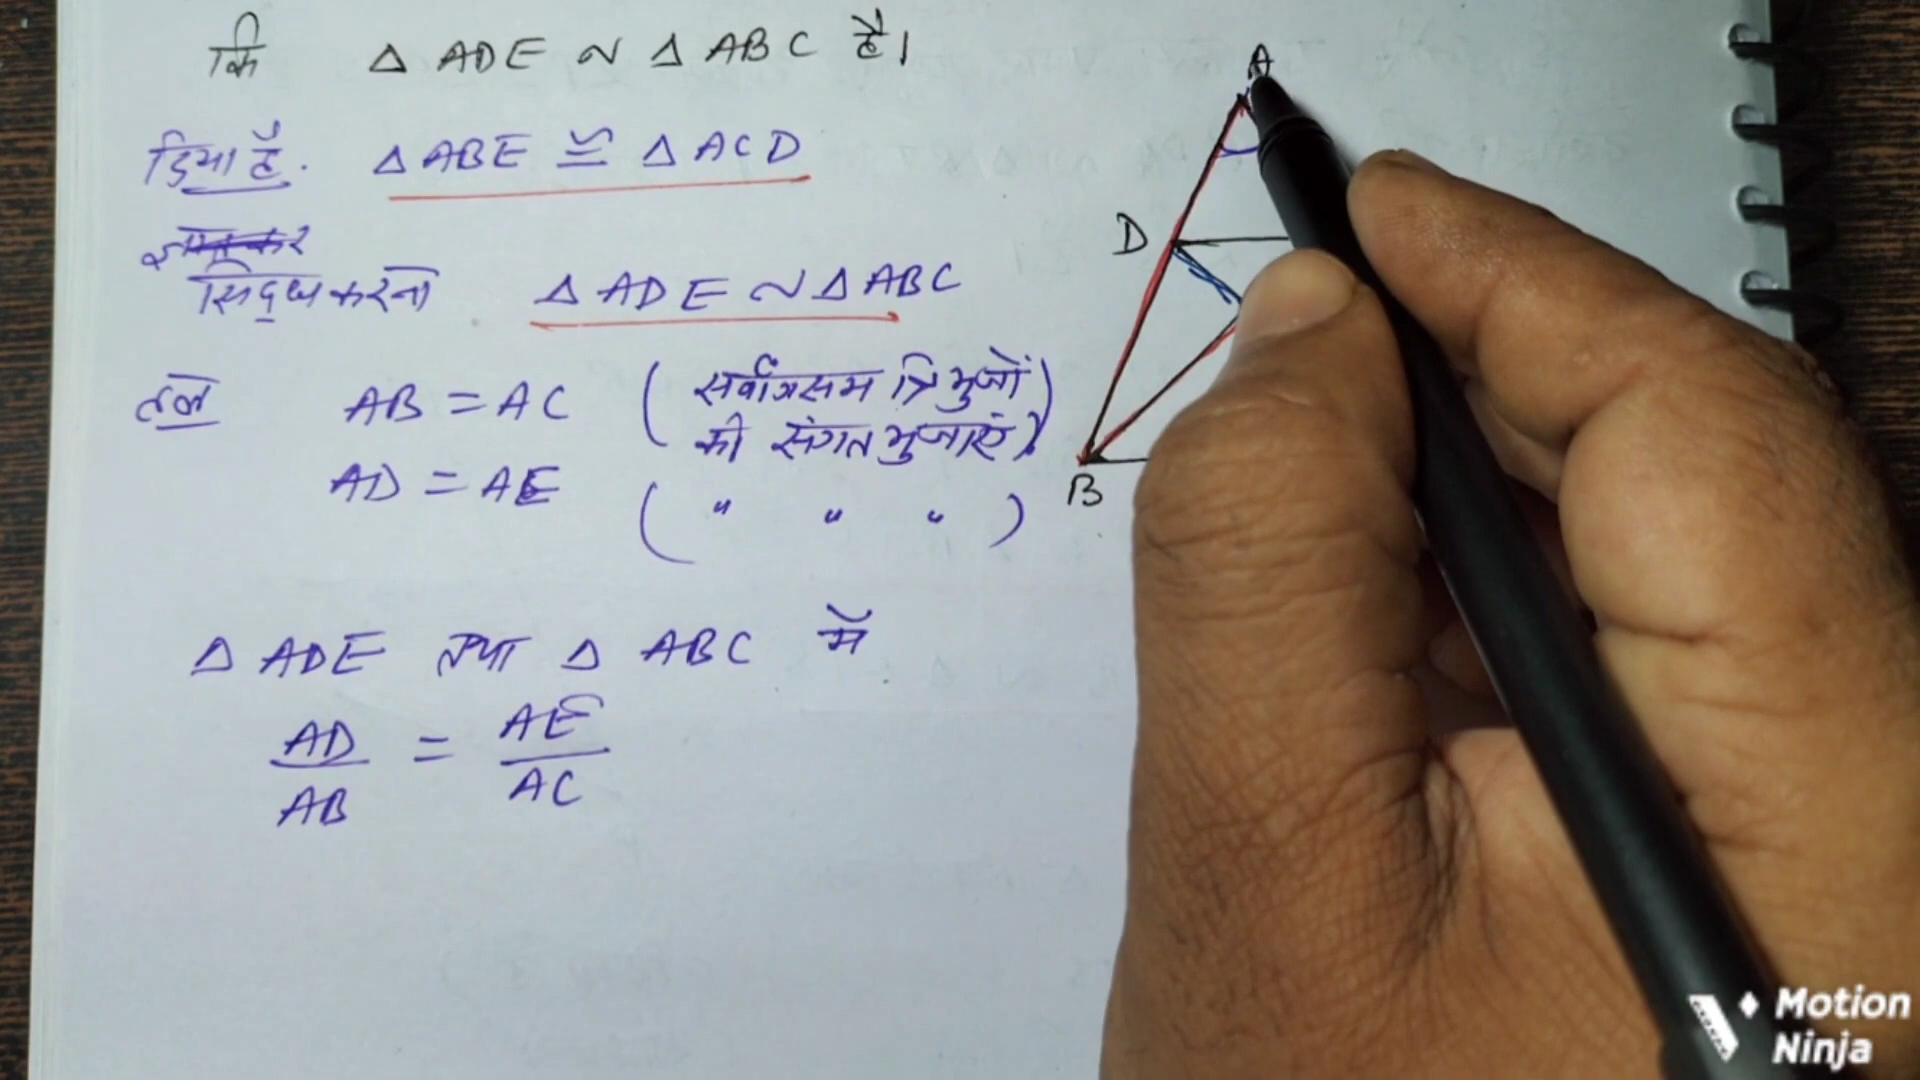 कि △ ADE ~ △ ABC है।
A
दिया है. △ ABE ≅ △ ACD
D
सिद्ध करना △ ADE ~ △ ABC
हल AB = AC ( सर्वांगसम त्रिभुजों
की संगत भुजाएं )
AD = AE ( " " " )
B
△ ADE तथा △ ABC में
AD/AB = AE/AC
Motion
Ninja